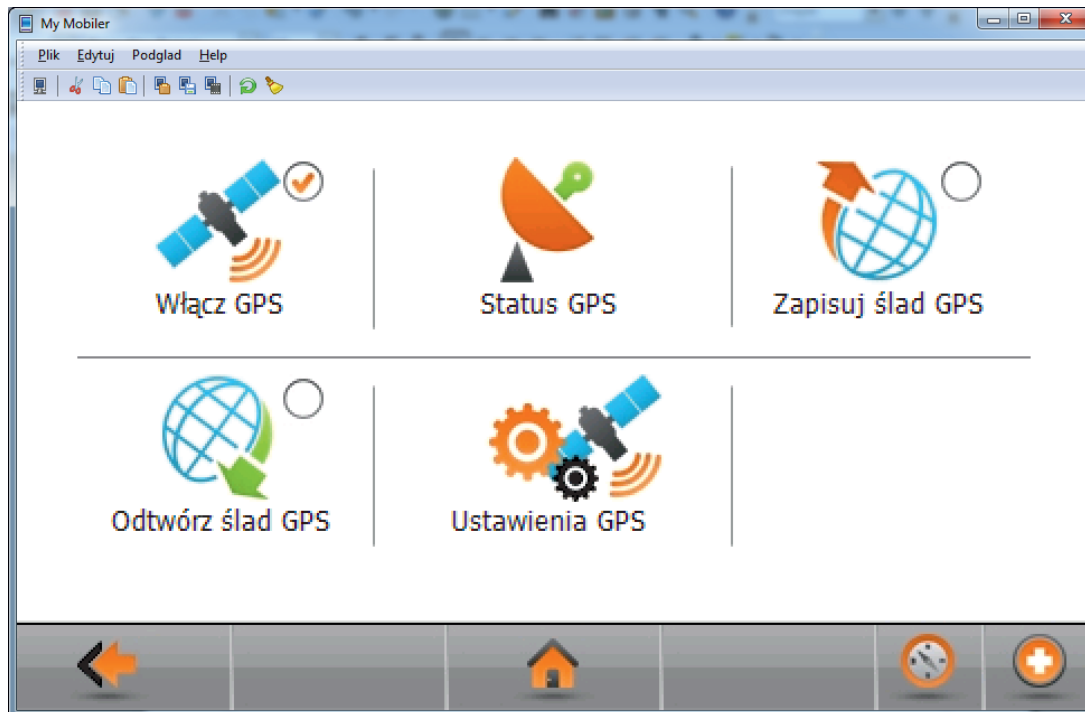 My Mobiler
Plik Edytuj Podglad Help
Włącz GPS
Status GPS
Zapisuj ślad GPS
Odtwórz ślad GPS
Ustawienia GPS